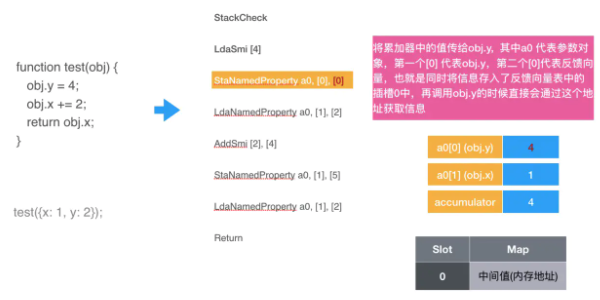 function test(obj) {
obj.y = 4;
obj.x += 2;
return obj.x;
}
test({x: 1, y: 2});
StackCheck
LdaSmi [4]
StaNamedProperty a0, [0], [0]
LdaNamedProperty a0, [1], [2]
AddSmi [2], [4]
StaNamedProperty a0, [1], [5]
LdaNamedProperty a0, [1], [2]
Return
将累加器中的值传给obj.y, 其中a0 代表参数对
象，第一个[0] 代表obj.y，第二个[0]代表反馈向
量，也就是同时将信息存入了反馈向量表中的
插槽0中，再调用obj.y的时候直接会通过这个地
址获取信息
a0[0] (obj.y) 4
a0[1] (obj.x) 1
accumulator 4
Slot Map
0 中间值(内存地址)